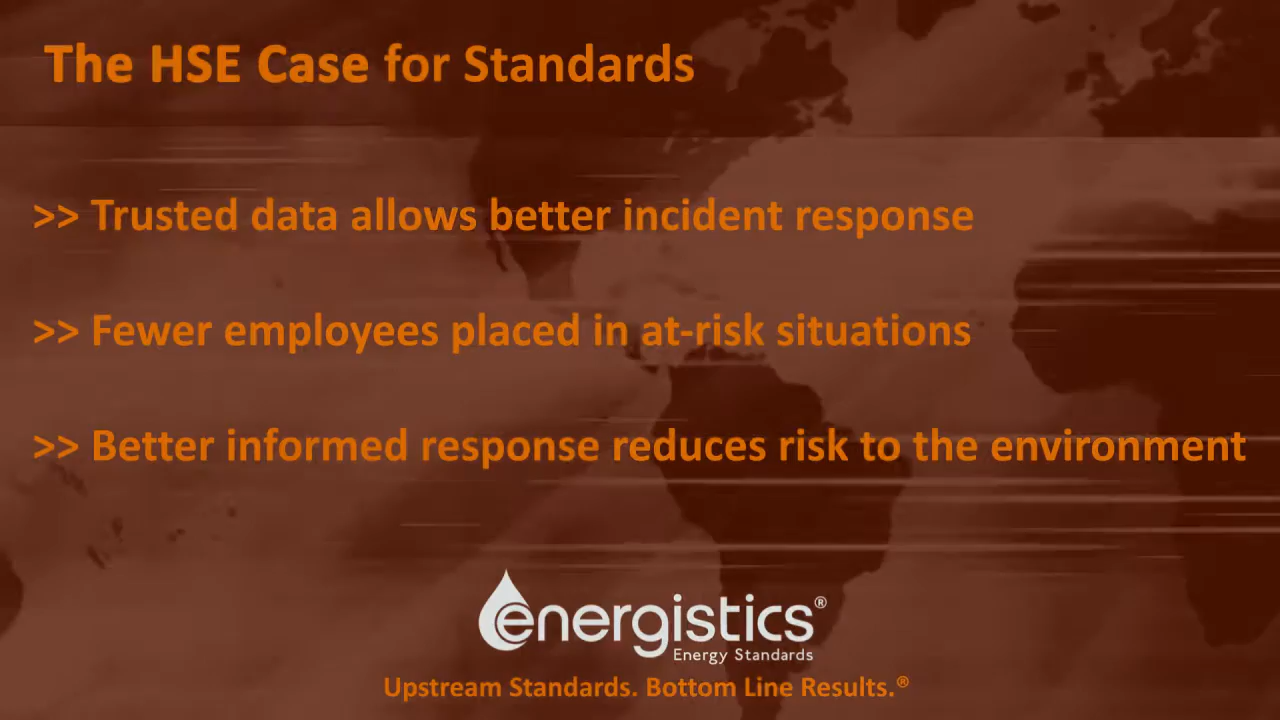 The HSE Case for Standards
>> Trusted data allows better incident response
>> Fewer employees placed in at-risk situations
>> Better informed response reduces risk to the environment
energistics®
Energy Standards
Upstream Standards. Bottom Line Results.®